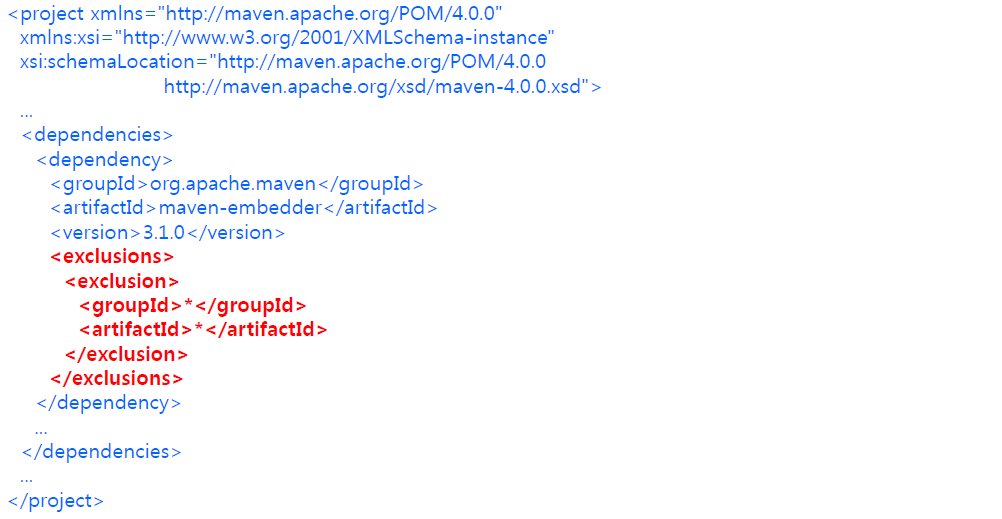 <project xmlns="http://maven.apache.org/POM/4.0.0"
xmlns:xsi="http://www.w3.org/2001/XMLSchema-instance"
xsi:schemaLocation="http://maven.apache.org/POM/4.0.0
http://maven.apache.org/xsd/maven-4.0.0.xsd">
...
<dependencies>
<dependency>
<groupId>org.apache.maven</groupId>
<artifactId>maven-embedder</artifactId>
<version>3.1.0</version>
<exclusions>
<exclusion>
<groupId>*</groupId>
<artifactId>*</artifactId>
</exclusion>
</exclusions>
</dependency>
...
</dependencies>
...
</project>